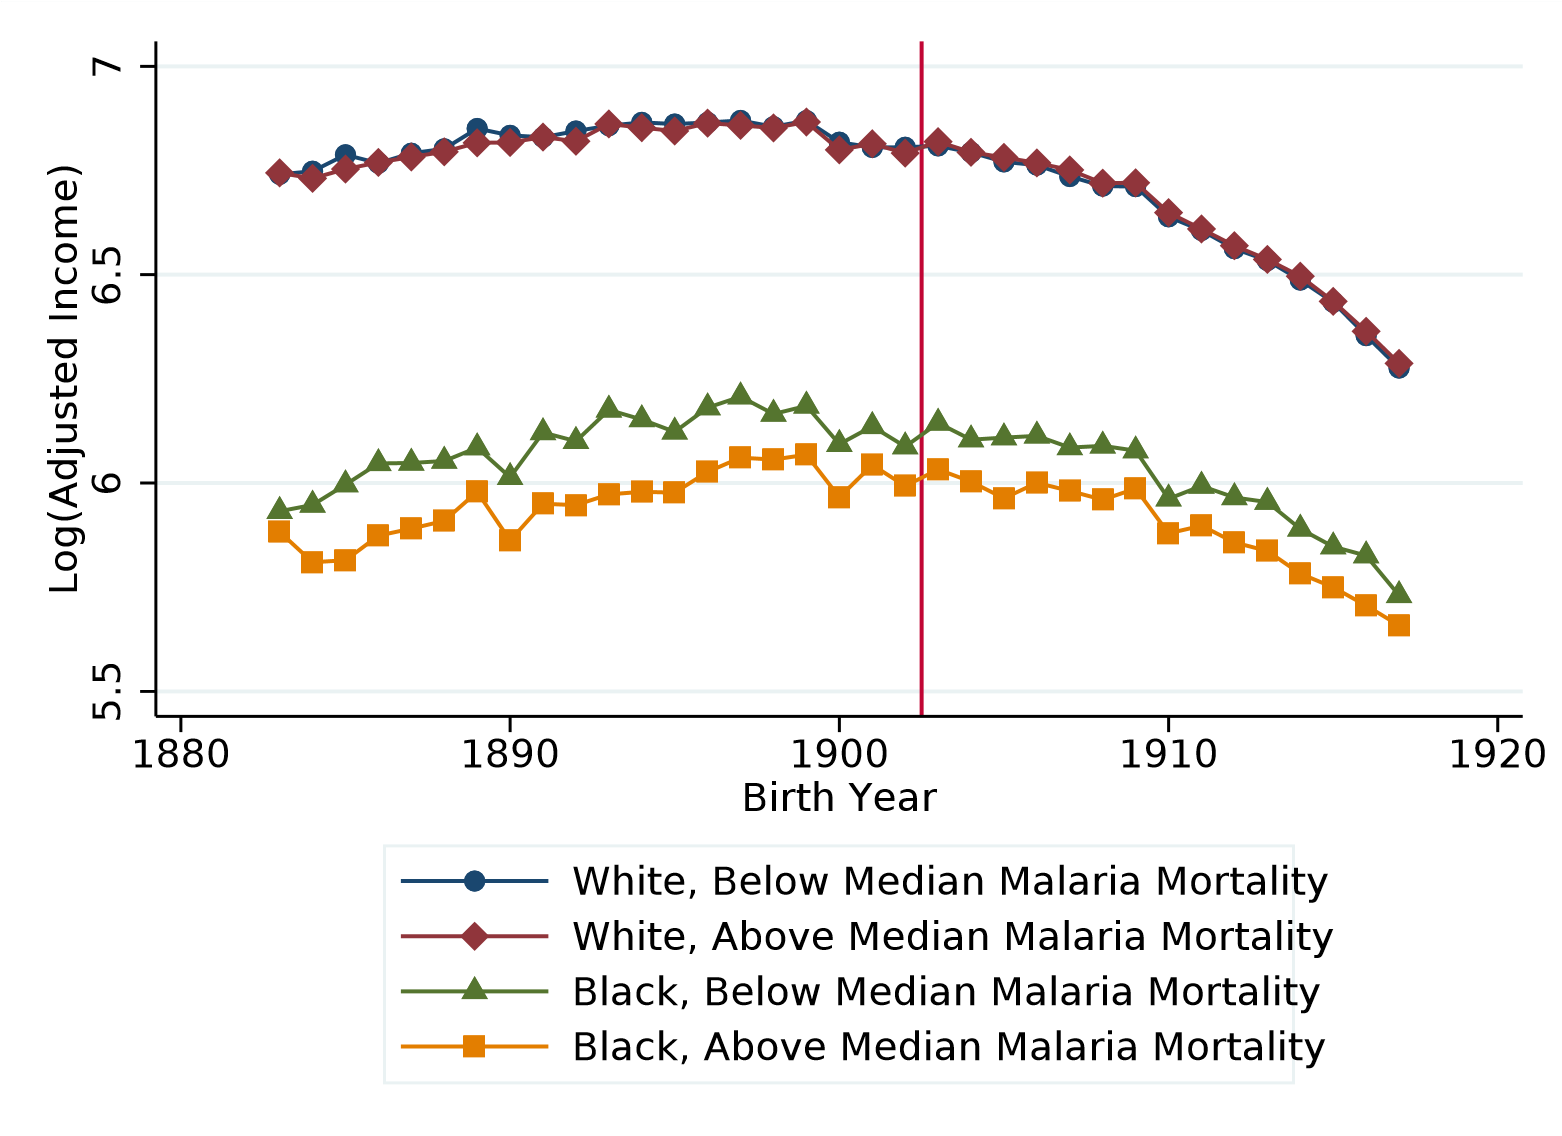 Log(Adjusted Income)
7
6.5
6
5.5
1880 1890 1900 1910 1920
Birth Year
White, Below Median Malaria Mortality
White, Above Median Malaria Mortality
Black, Below Median Malaria Mortality
Black, Above Median Malaria Mortality